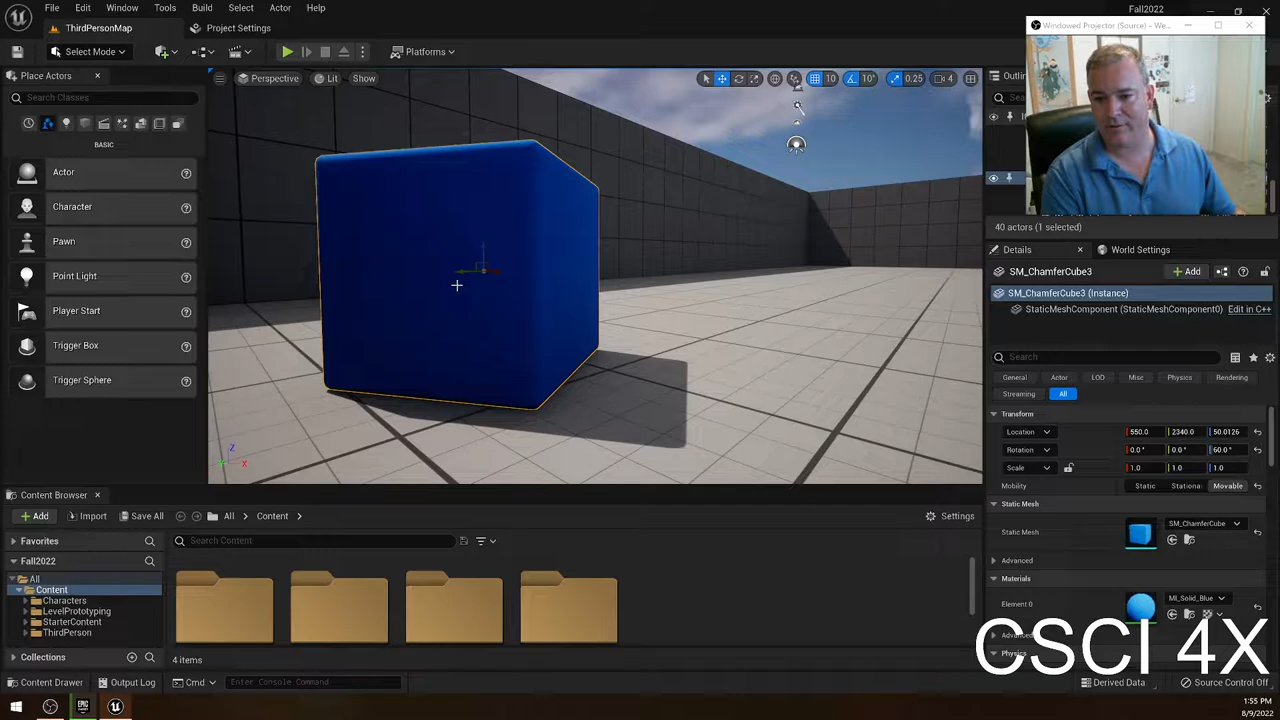 File Edit Window Tools Build Select Actor Help
Fall2022
ThirdPersonMap
Project Settings
Windowed Projector (Source) - We...
Select Mode
Place Actors
Search Classes
BASIC
Actor
Character
Pawn
Point Light
Player Start
Trigger Box
Trigger Sphere
Perspective
Lit
Show
10
10°
0.25
4
Z
X
40 actors (1 selected)
Details
World Settings
SM_ChamferCube3
Add
SM_ChamferCube3 (Instance)
StaticMeshComponent (StaticMeshComponent0) Edit in C++
Search
General Actor LOD Misc Physics Rendering
Streaming All
Transform
Location 550.0 2340.0 50.0126
Rotation 0.0° 0.0° 60.0°
Scale 1.0 1.0 1.0
Mobility Static Stationa Movable
Static Mesh
Static Mesh SM_ChamferCube
Advanced
Materials
Element 0 MI_Solid_Blue
Physics
Content Browser
Add Import Save All All Content
Settings
Favorites
Search Content
Fall2022
All
Content
Characters
LevelPrototyping
StarterContent
ThirdPerson
Collections
4 items
CSCI 4X
Content Drawer
Output Log
Cmd
Enter Console Command
Derived Data
Source Control Off
1:55 PM
8/9/2022